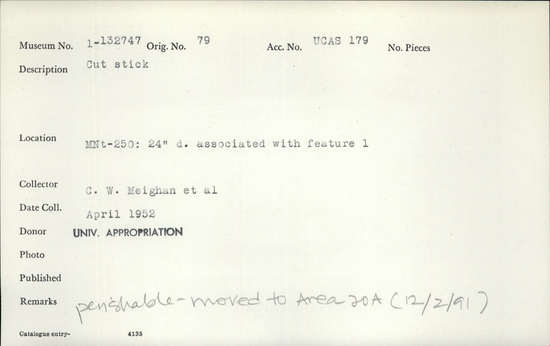 Museum No. 1-132747 Orig. No. 79 Acc. No. UCAS 179 No. Pieces
Description Cut stick
Location MNt-250: 24" d. associated with feature 1
Collector C. W. Meighan et al
Date Coll. April 1952
Donor UNIV. APPROPRIATION
Photo
Published
Remarks perishable - moved to Area 20A (12/2/91)
Catalogue entry- 4135